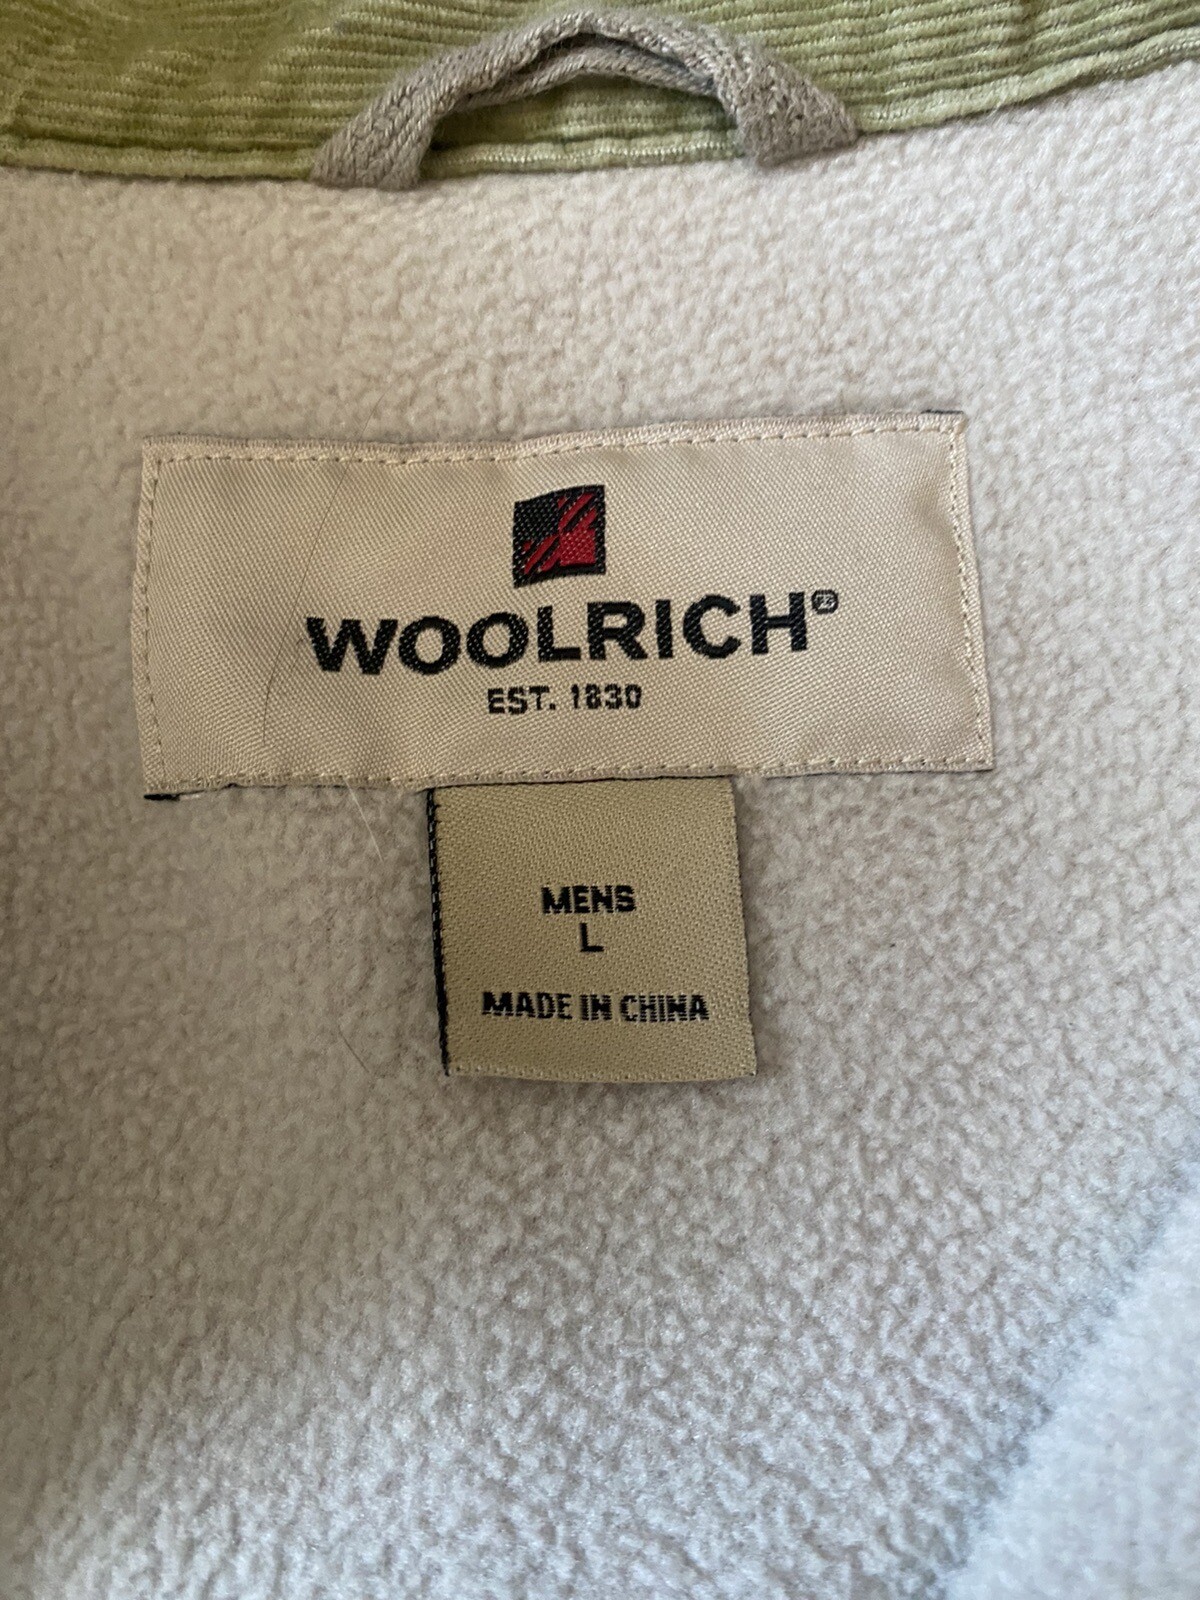 WOOLRICH®
EST. 1830
MENS
L
MADE IN CHINA